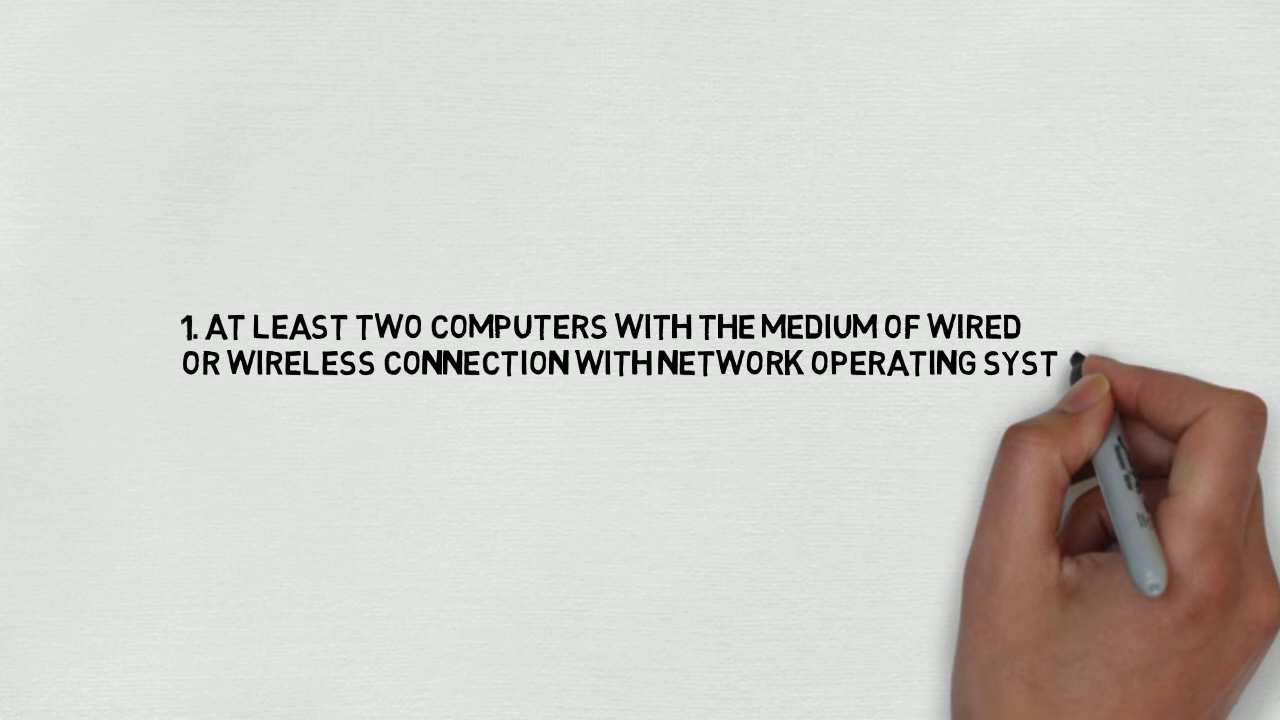 1. AT LEAST TWO COMPUTERS WITH THE MEDIUM OF WIRED
OR WIRELESS CONNECTION WITH NETWORK OPERATING SYST